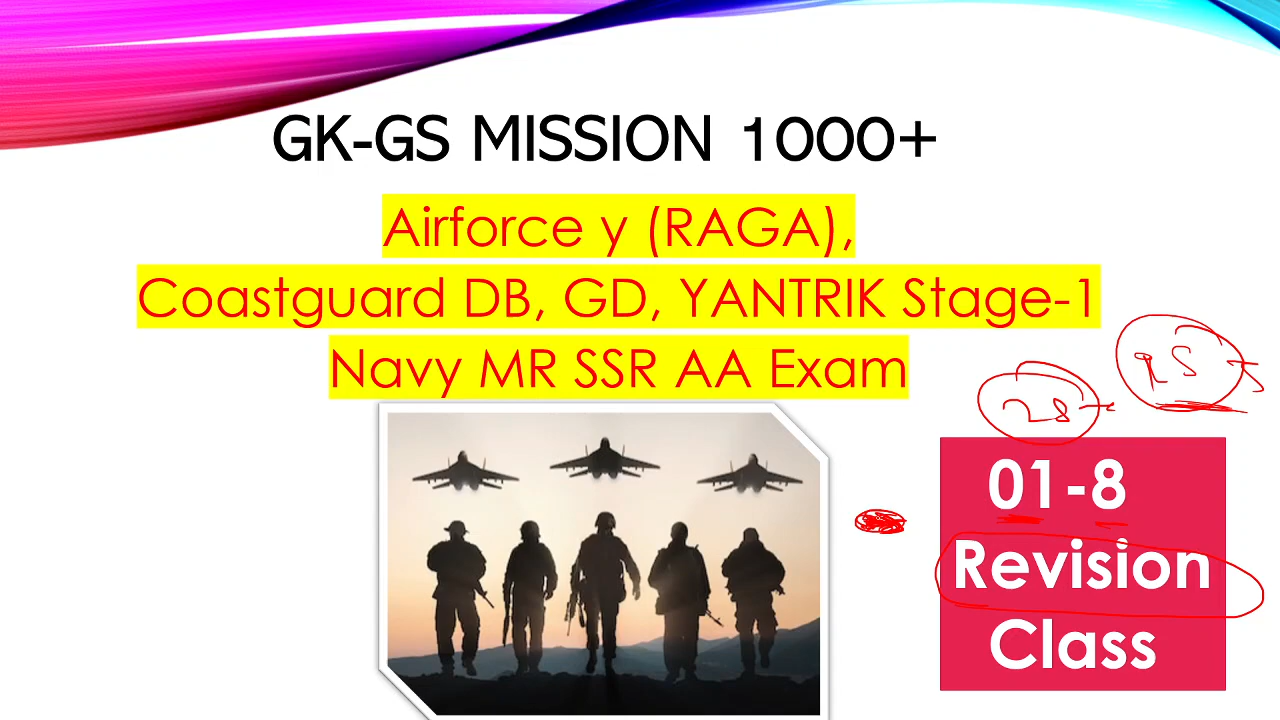 GK-GS MISSION 1000+
Airforce y (RAGA),
Coastguard DB, GD, YANTRIK Stage-1
Navy MR SSR AA Exam
28+
01-8
Revision
Class